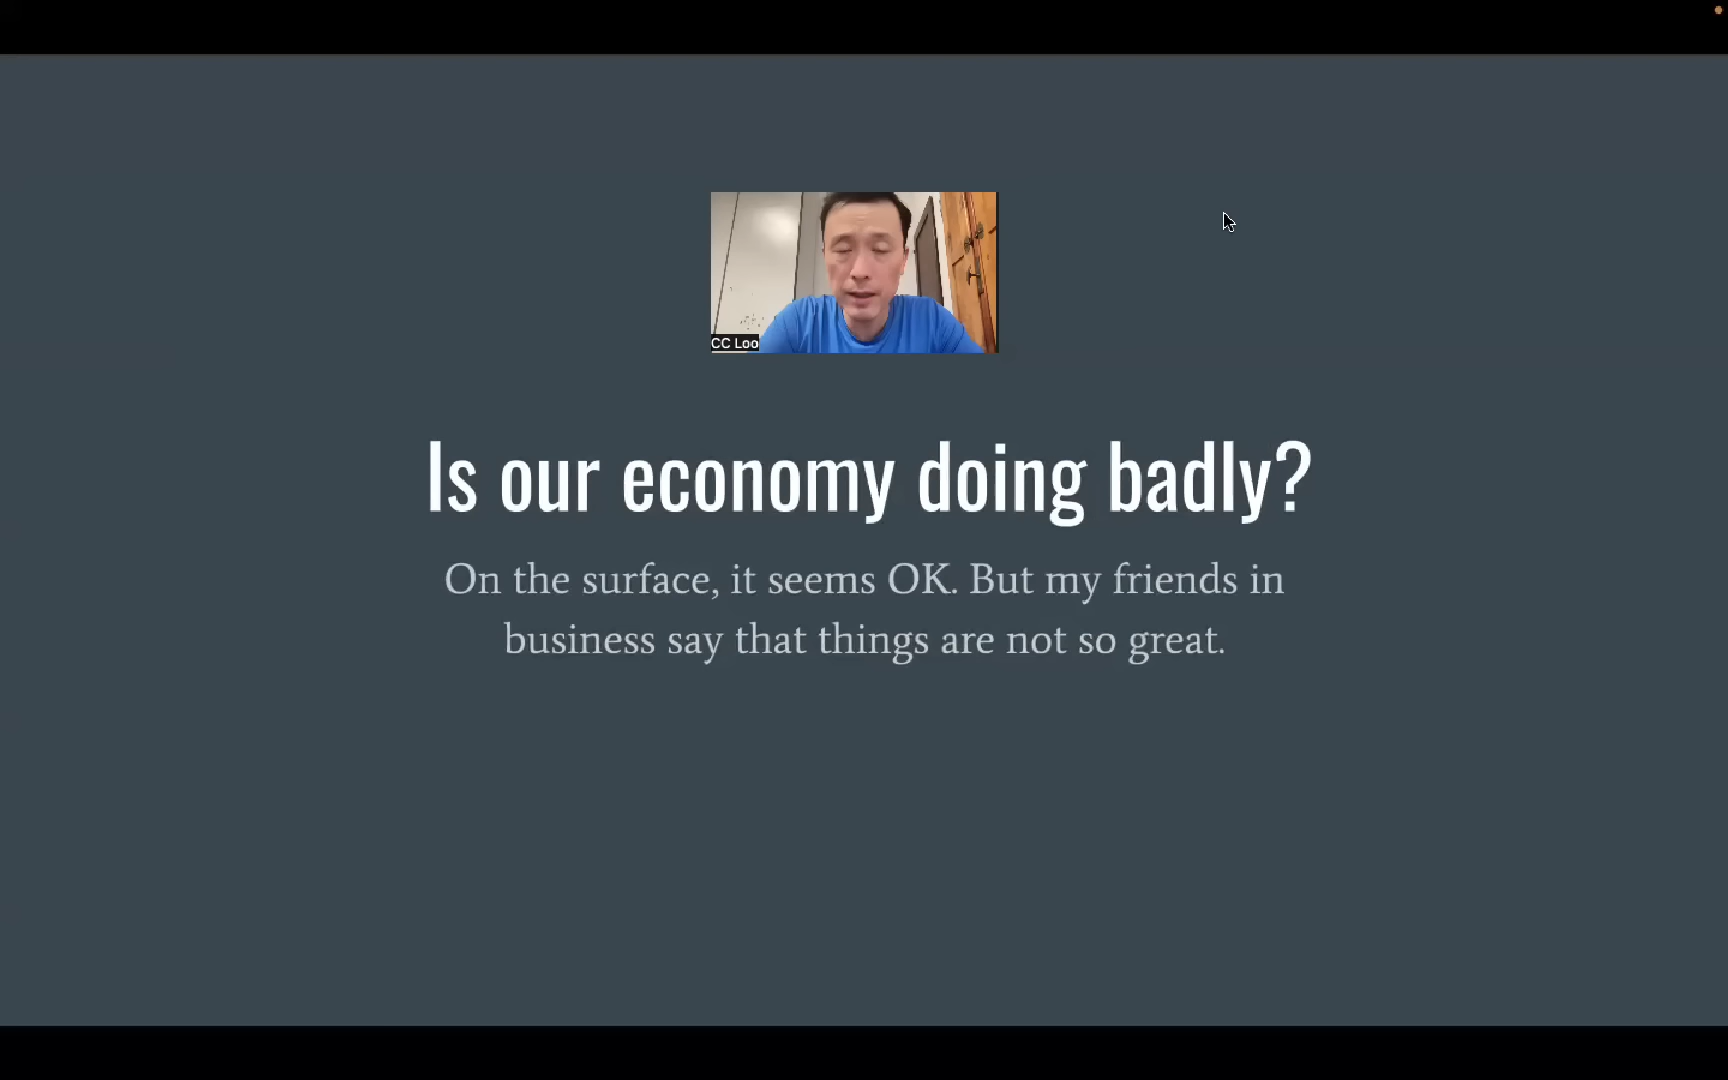 CC Loo
Is our economy doing badly?
On the surface, it seems OK. But my friends in
business say that things are not so great.